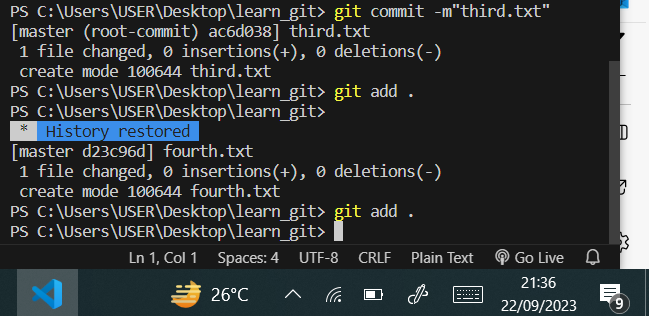 PS C:\Users\USER\Desktop\learn_git> git commit -m"third.txt"
[master (root-commit) ac6d038] third.txt
1 file changed, 0 insertions(+), 0 deletions(-)
create mode 100644 third.txt
PS C:\Users\USER\Desktop\learn_git> git add .
PS C:\Users\USER\Desktop\learn_git>
* History restored
[master d23c96d] fourth.txt
1 file changed, 0 insertions(+), 0 deletions(-)
create mode 100644 fourth.txt
PS C:\Users\USER\Desktop\learn_git> git add .
PS C:\Users\USER\Desktop\learn_git>
Ln 1, Col 1 Spaces: 4 UTF-8 CRLF Plain Text Go Live
26°C
21:36
22/09/2023
9